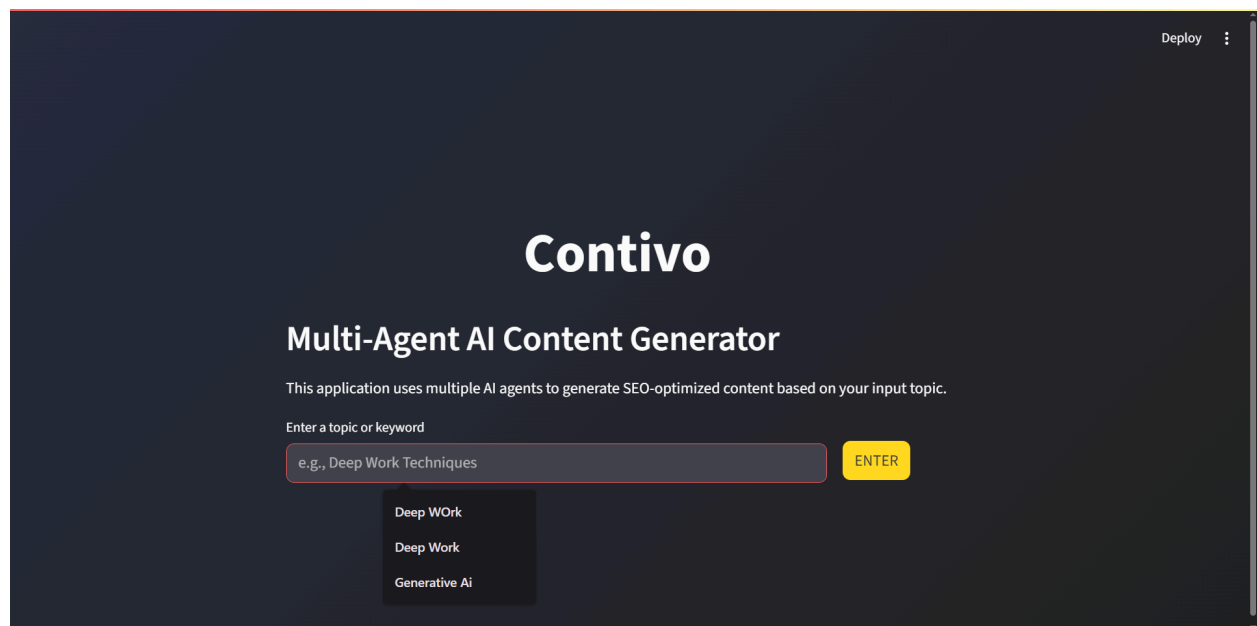 Deploy
Contivo
Multi-Agent AI Content Generator
This application uses multiple AI agents to generate SEO-optimized content based on your input topic.
Enter a topic or keyword
e.g., Deep Work Techniques
ENTER
Deep WOrk
Deep Work
Generative Ai